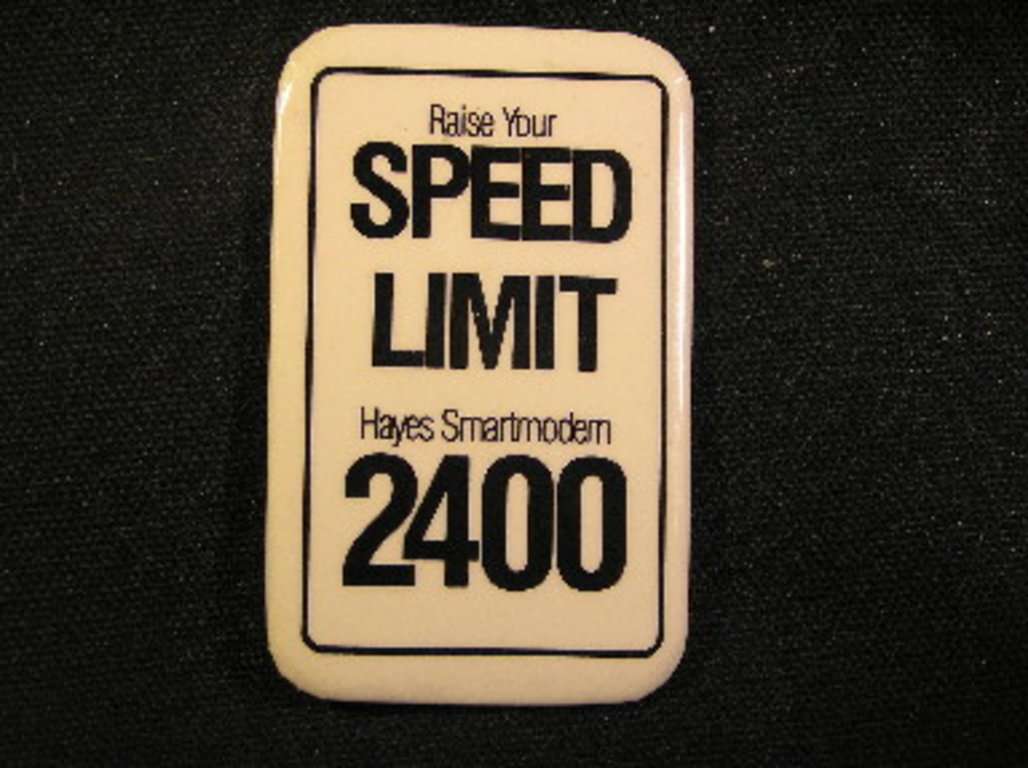 Raise Your
SPEED
LIMIT
Hayes Smartmodem
2400